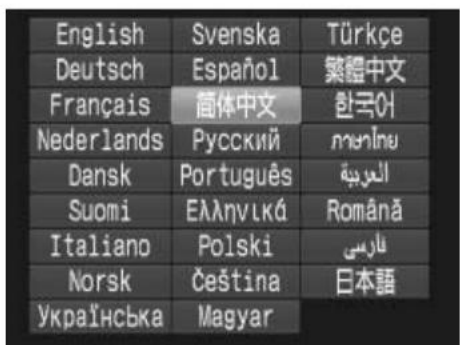 English Svenska Türkçe
Deutsch Español 繁體中文
Français 简体中文 한국어
Nederlands Русский ภาษาไทย
Dansk Português العربية
Suomi Ελληνικά Română
Italiano Polski فارسی
Norsk Čeština 日本語
Українська Magyar